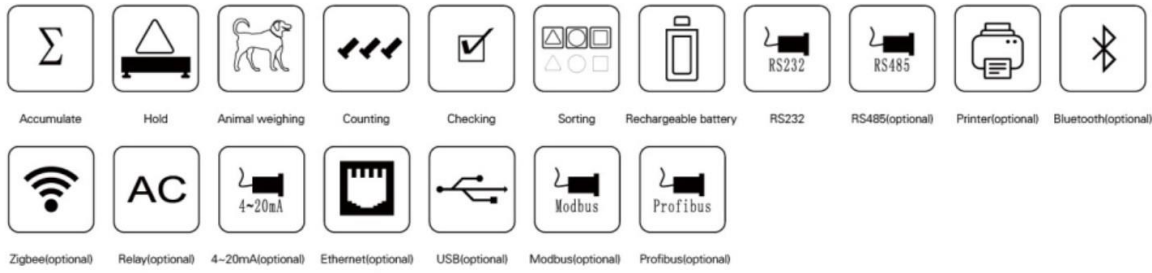 Σ
RS232 RS485
Accumulate Hold Animal weighing Counting Checking Sorting Rechargeable battery RS232 RS485(optional) Printer(optional) Bluetooth(optional)
AC 4~20mA Modbus Profibus
Zigbee(optional) Relay(optional) 4~20mA(optional) Ethernet(optional) USB(optional) Modbus(optional) Profibus(optional)